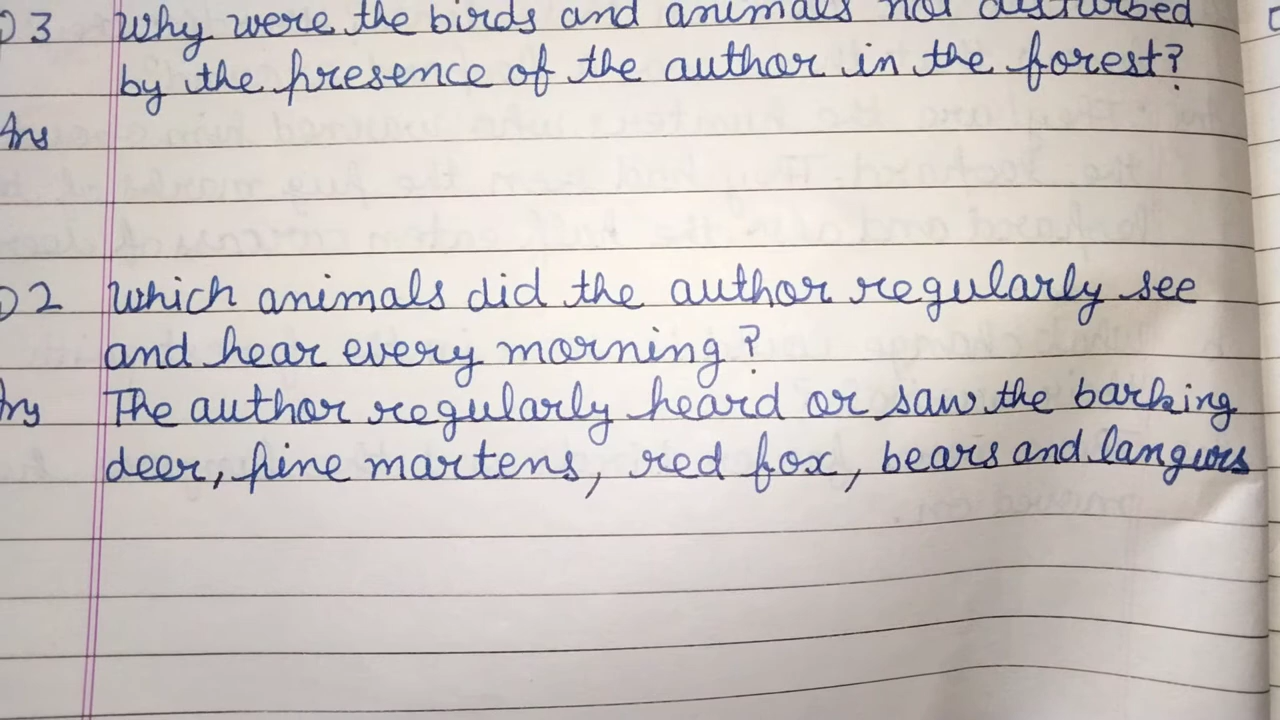 Q3 Why were the birds and animals not disturbed
by the presence of the author in the forest?
Ans
Q2 Which animals did the author regularly see
and hear every morning?
Ans The author regularly heard or saw the barking
deer, pine martens, red fox, bears and langurs